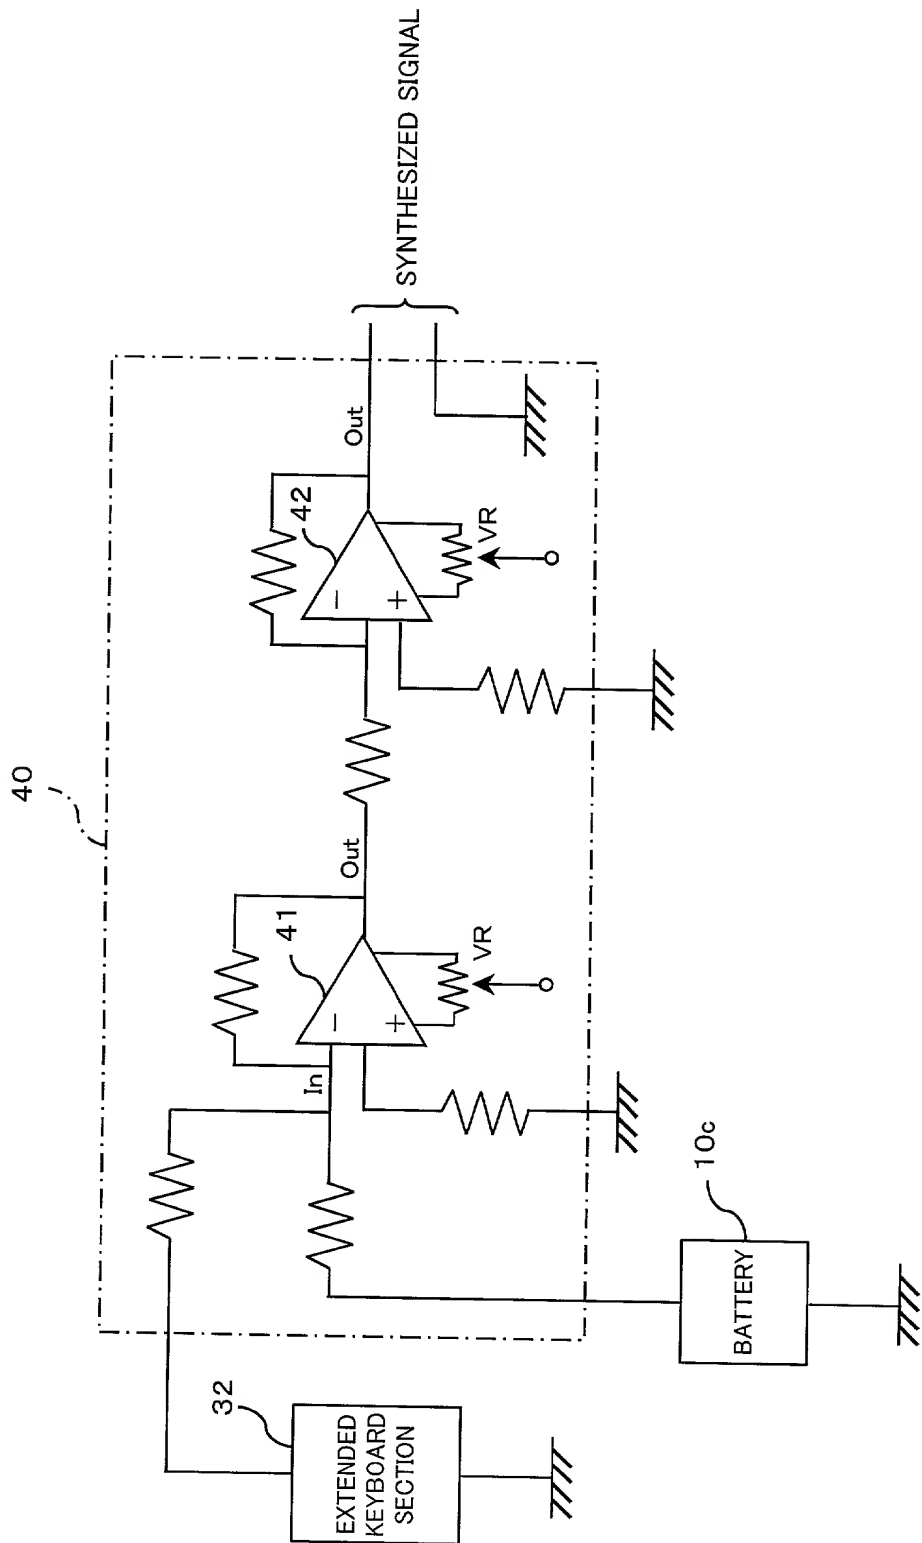 40
32
EXTENDED
KEYBOARD
SECTION
BATTERY
10c
In
−
+
41
VR
Out
−
+
42
VR
Out
SYNTHESIZED SIGNAL